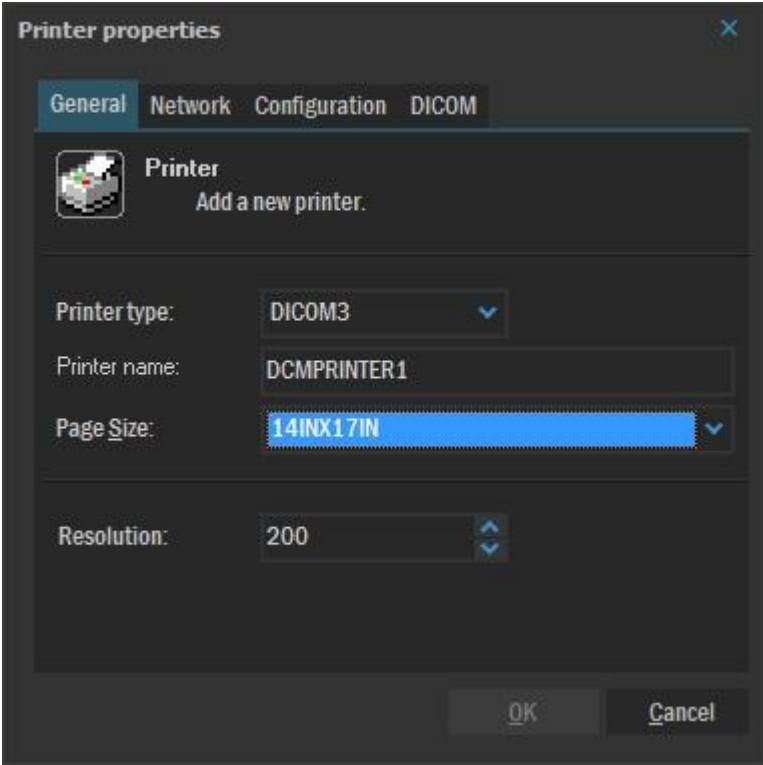 Printer properties
General Network Configuration DICOM
Printer
Add a new printer.
Printer type: DICOM3
Printer name: DCMPRINTER1
Page Size: 14INX17IN
Resolution: 200
OK Cancel